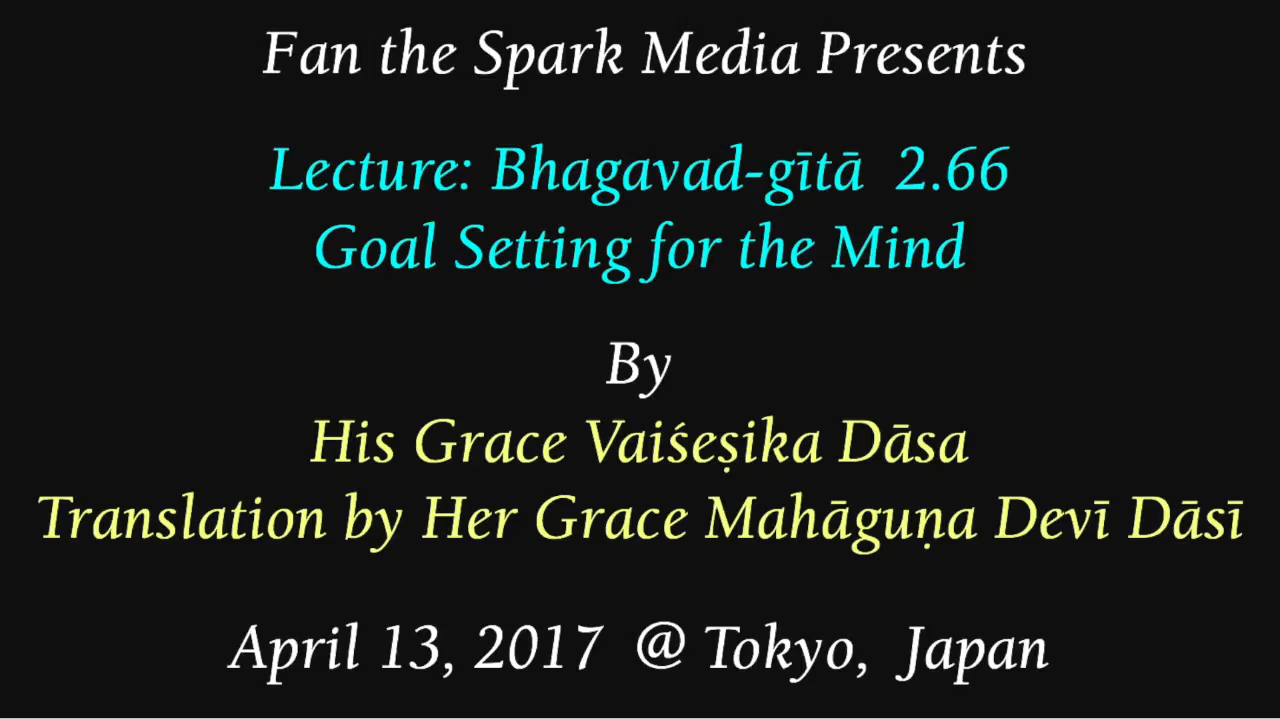 Fan the Spark Media Presents
Lecture: Bhagavad-gītā 2.66
Goal Setting for the Mind
By
His Grace Vaiśeṣika Dāsa
Translation by Her Grace Mahāguṇa Devī Dāsī
April 13, 2017 @ Tokyo, Japan